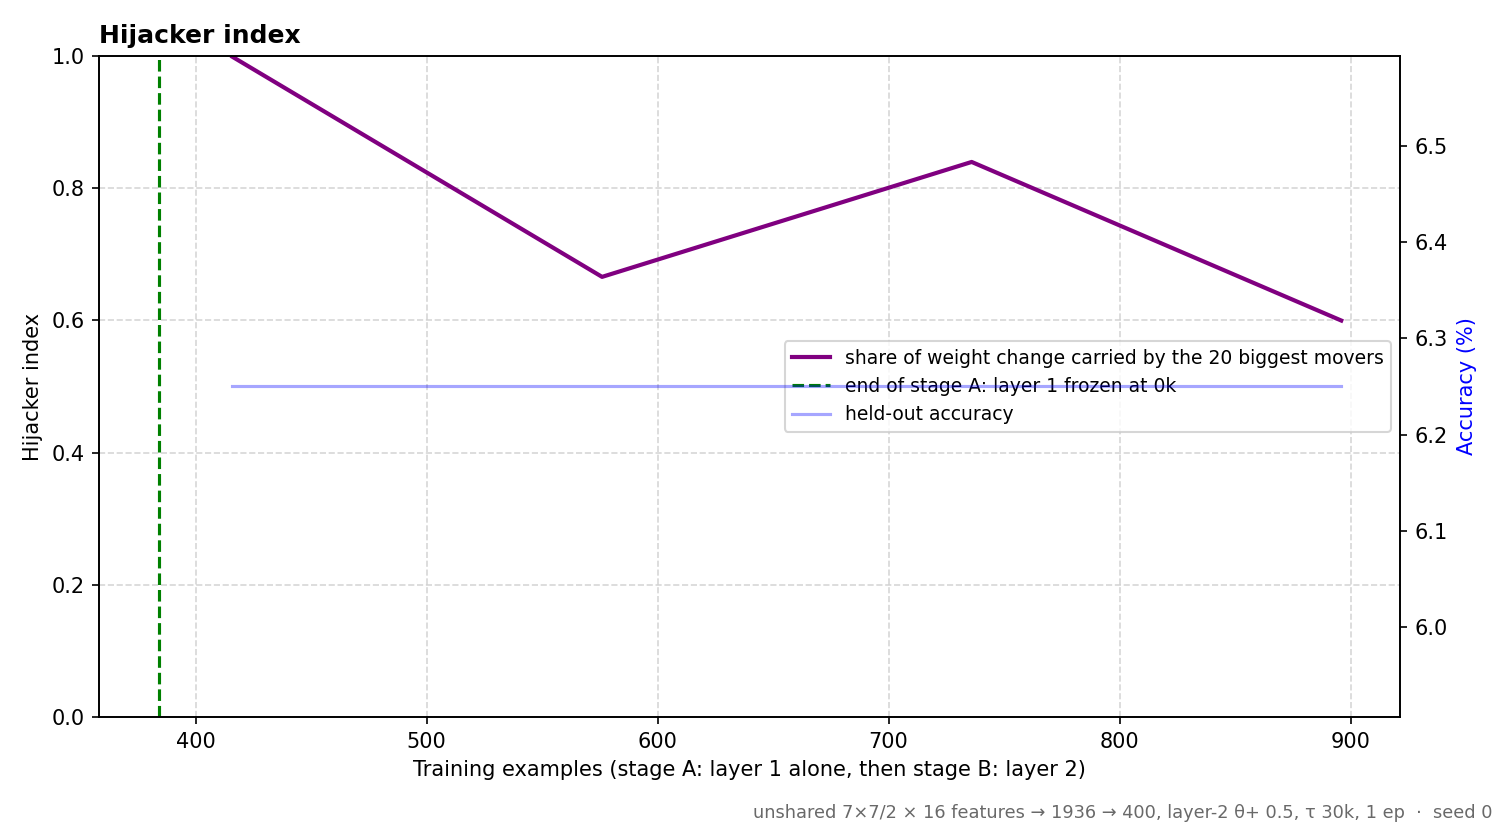 Hijacker index
1.0
0.8
0.6
0.4
0.2
0.0
Hijacker index
6.5
6.4
6.3
6.2
6.1
6.0
Accuracy (%)
share of weight change carried by the 20 biggest movers
end of stage A: layer 1 frozen at 0k
held-out accuracy
400 500 600 700 800 900
Training examples (stage A: layer 1 alone, then stage B: layer 2)
unshared 7×7/2 × 16 features → 1936 → 400, layer-2 θ+ 0.5, τ 30k, 1 ep · seed 0